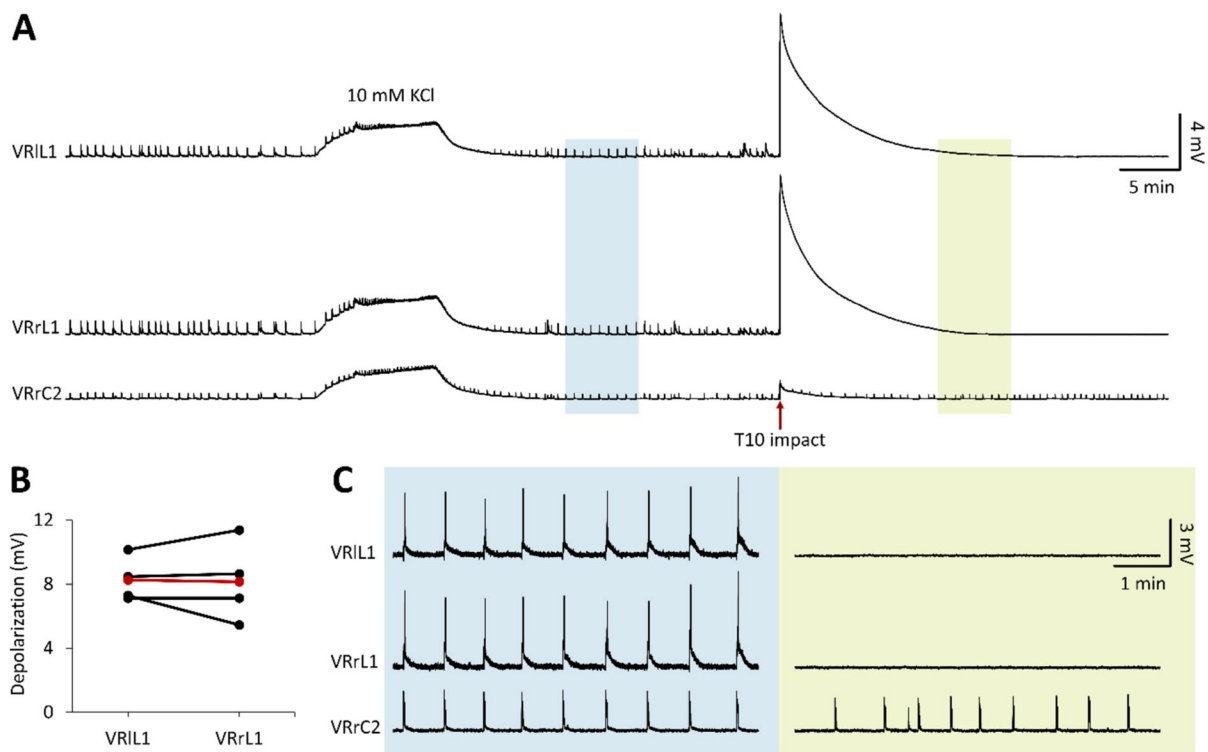 A
10 mM KCl
VRlL1
4 mV
5 min
VRrL1
VRrC2
T10 impact
B
Depolarization (mV)
12
8
4
0
VRlL1
VRrL1
C
VRlL1
3 mV
1 min
VRrL1
VRrC2